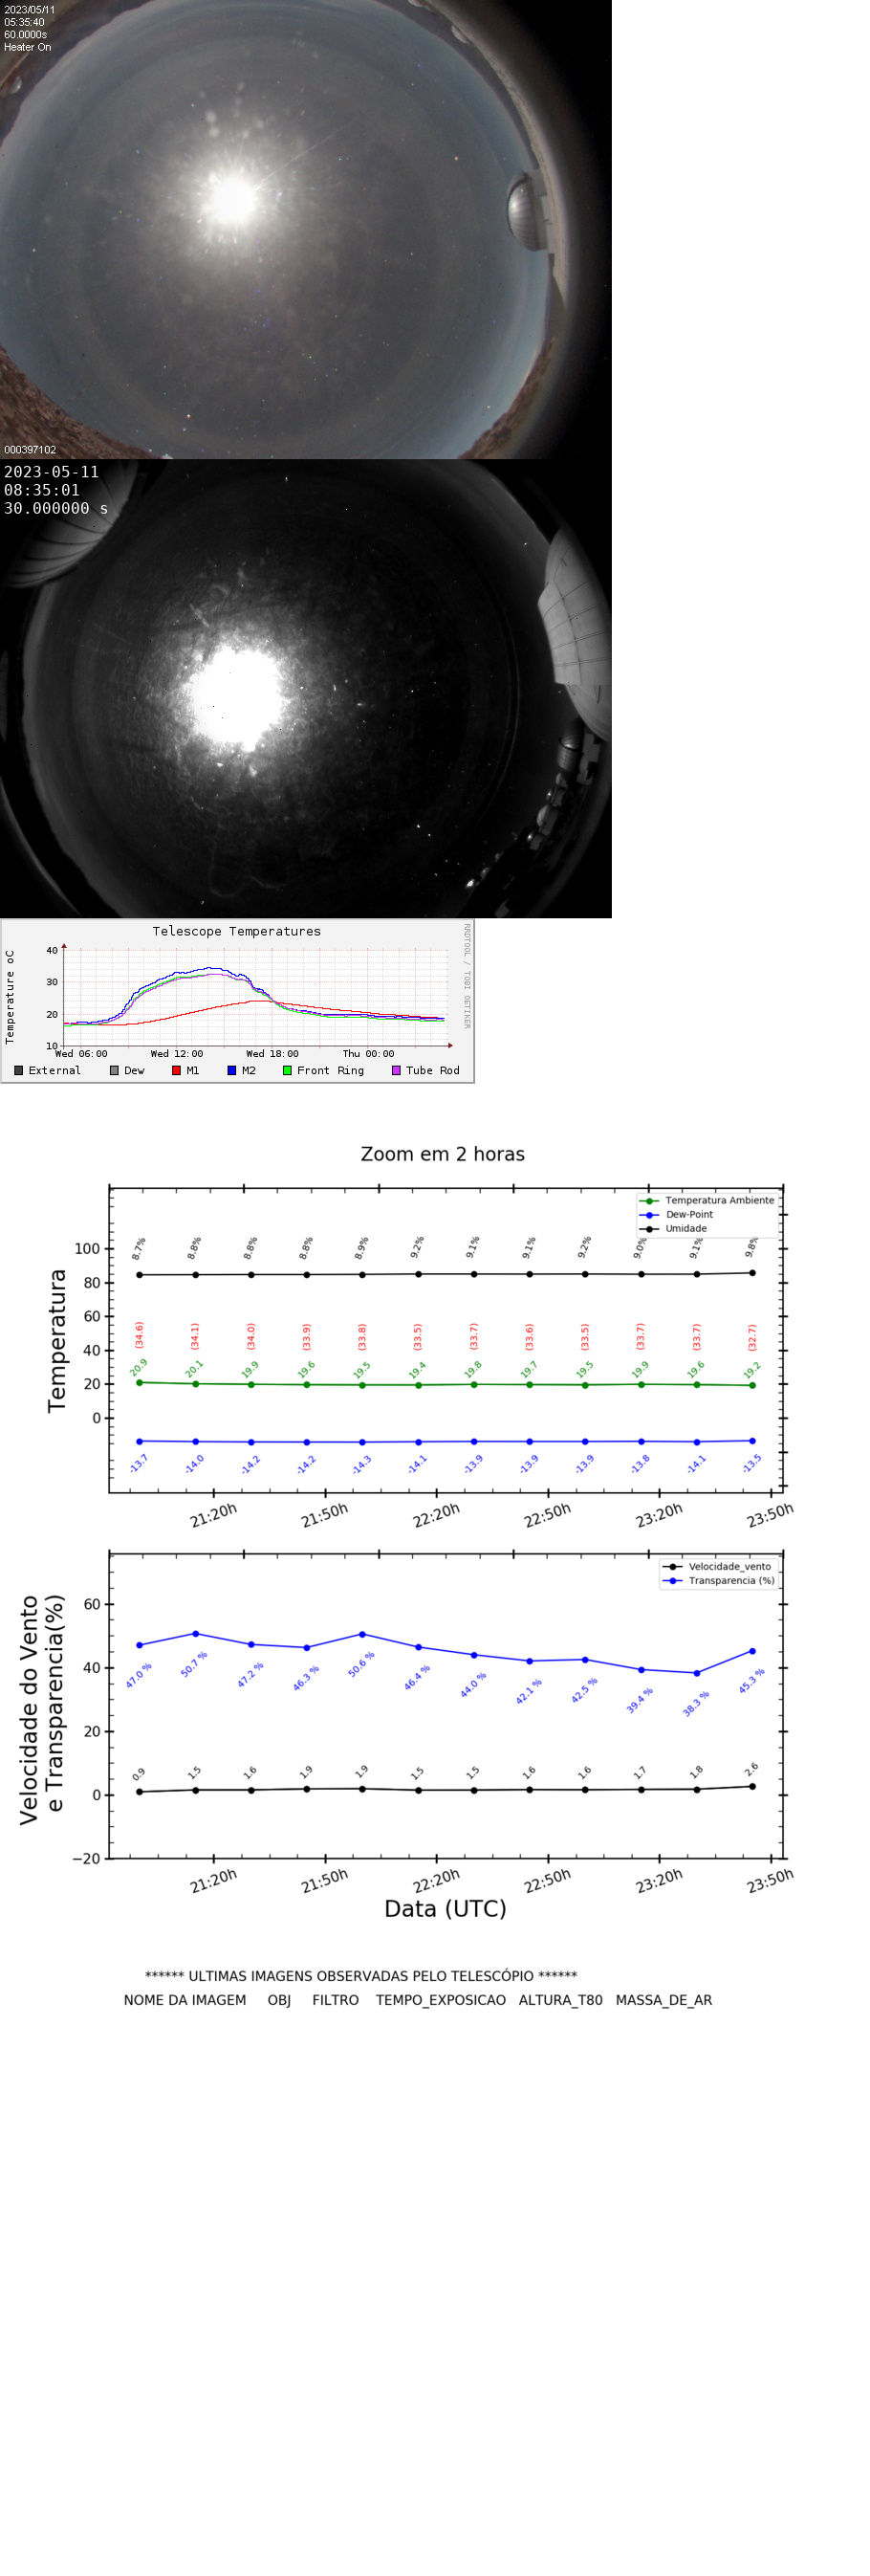 2023/05/11
05:35:40
60.0000s
Heater On
000397102
2023-05-11
08:35:01
30.000000 s
Telescope Temperatures
RRDTOOL / TOBI OETIKER
Temperature oC
40
30
20
10
Wed 06:00 Wed 12:00 Wed 18:00 Thu 00:00
External Dew M1 M2 Front Ring Tube Rod
Zoom em 2 horas
Temperatura Ambiente
Dew-Point
Umidade
Temperatura
100
80
60
40
20
0
8.7% 8.8% 8.8% 8.8% 8.9% 9.2% 9.1% 9.1% 9.2% 9.0% 9.1% 9.8%
(34.6) (34.1) (34.0) (33.9) (33.8) (33.5) (33.7) (33.6) (33.5) (33.7) (33.7) (32.7)
20.9 20.1 19.9 19.6 19.5 19.4 19.8 19.7 19.5 19.9 19.6 19.2
-13.7 -14.0 -14.2 -14.2 -14.3 -14.1 -13.9 -13.9 -13.9 -13.8 -14.1 -13.5
21:20h 21:50h 22:20h 22:50h 23:20h 23:50h
Velocidade_vento
Transparencia (%)
Velocidade do Vento
e Transparencia(%)
60
40
20
0
−20
47.0 % 50.7 % 47.2 % 46.3 % 50.6 % 46.4 % 44.0 % 42.1 % 42.5 % 39.4 % 38.3 % 45.3 %
0.9 1.5 1.6 1.9 1.9 1.5 1.5 1.6 1.6 1.7 1.8 2.6
21:20h 21:50h 22:20h 22:50h 23:20h 23:50h
Data (UTC)
****** ULTIMAS IMAGENS OBSERVADAS PELO TELESCÓPIO ******
NOME DA IMAGEM OBJ FILTRO TEMPO_EXPOSICAO ALTURA_T80 MASSA_DE_AR